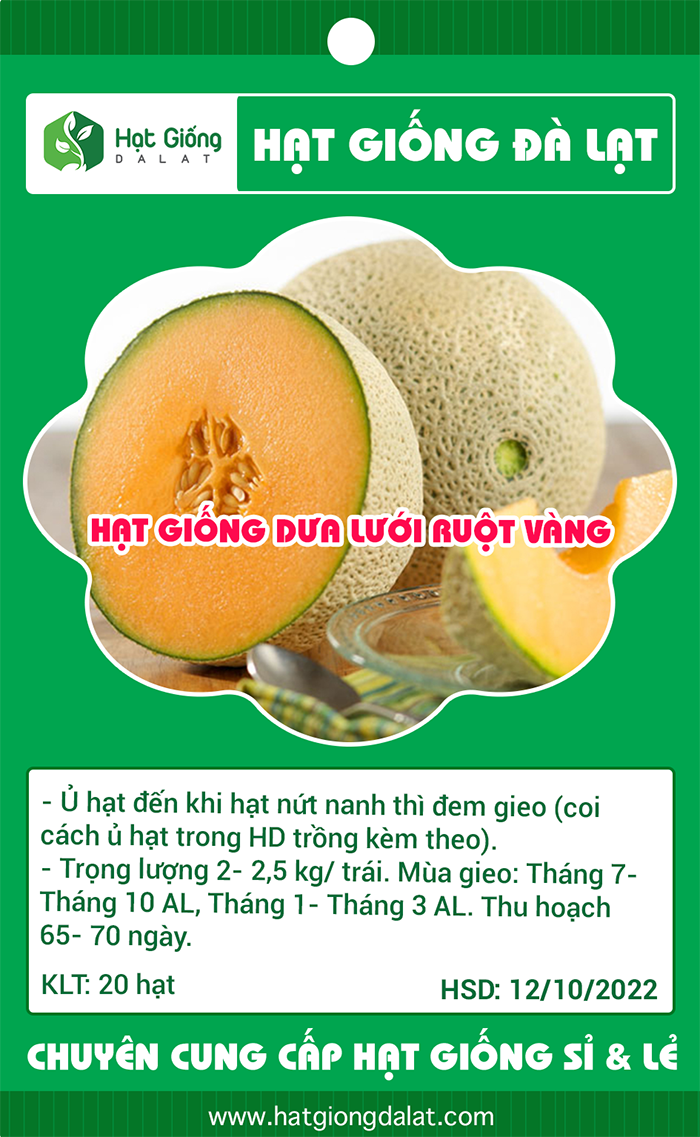 Hạt Giống
DALAT
HẠT GIỐNG ĐÀ LẠT
HẠT GIỐNG DƯA LƯỚI RUỘT VÀNG
- Ủ hạt đến khi hạt nứt nanh thì đem gieo (coi
cách ủ hạt trong HD trồng kèm theo).
- Trọng lượng 2- 2,5 kg/ trái. Mùa gieo: Tháng 7-
Tháng 10 AL, Tháng 1- Tháng 3 AL. Thu hoạch
65- 70 ngày.
KLT: 20 hạt
HSD: 12/10/2022
CHUYÊN CUNG CẤP HẠT GIỐNG SỈ & LẺ
www.hatgiongdalat.com